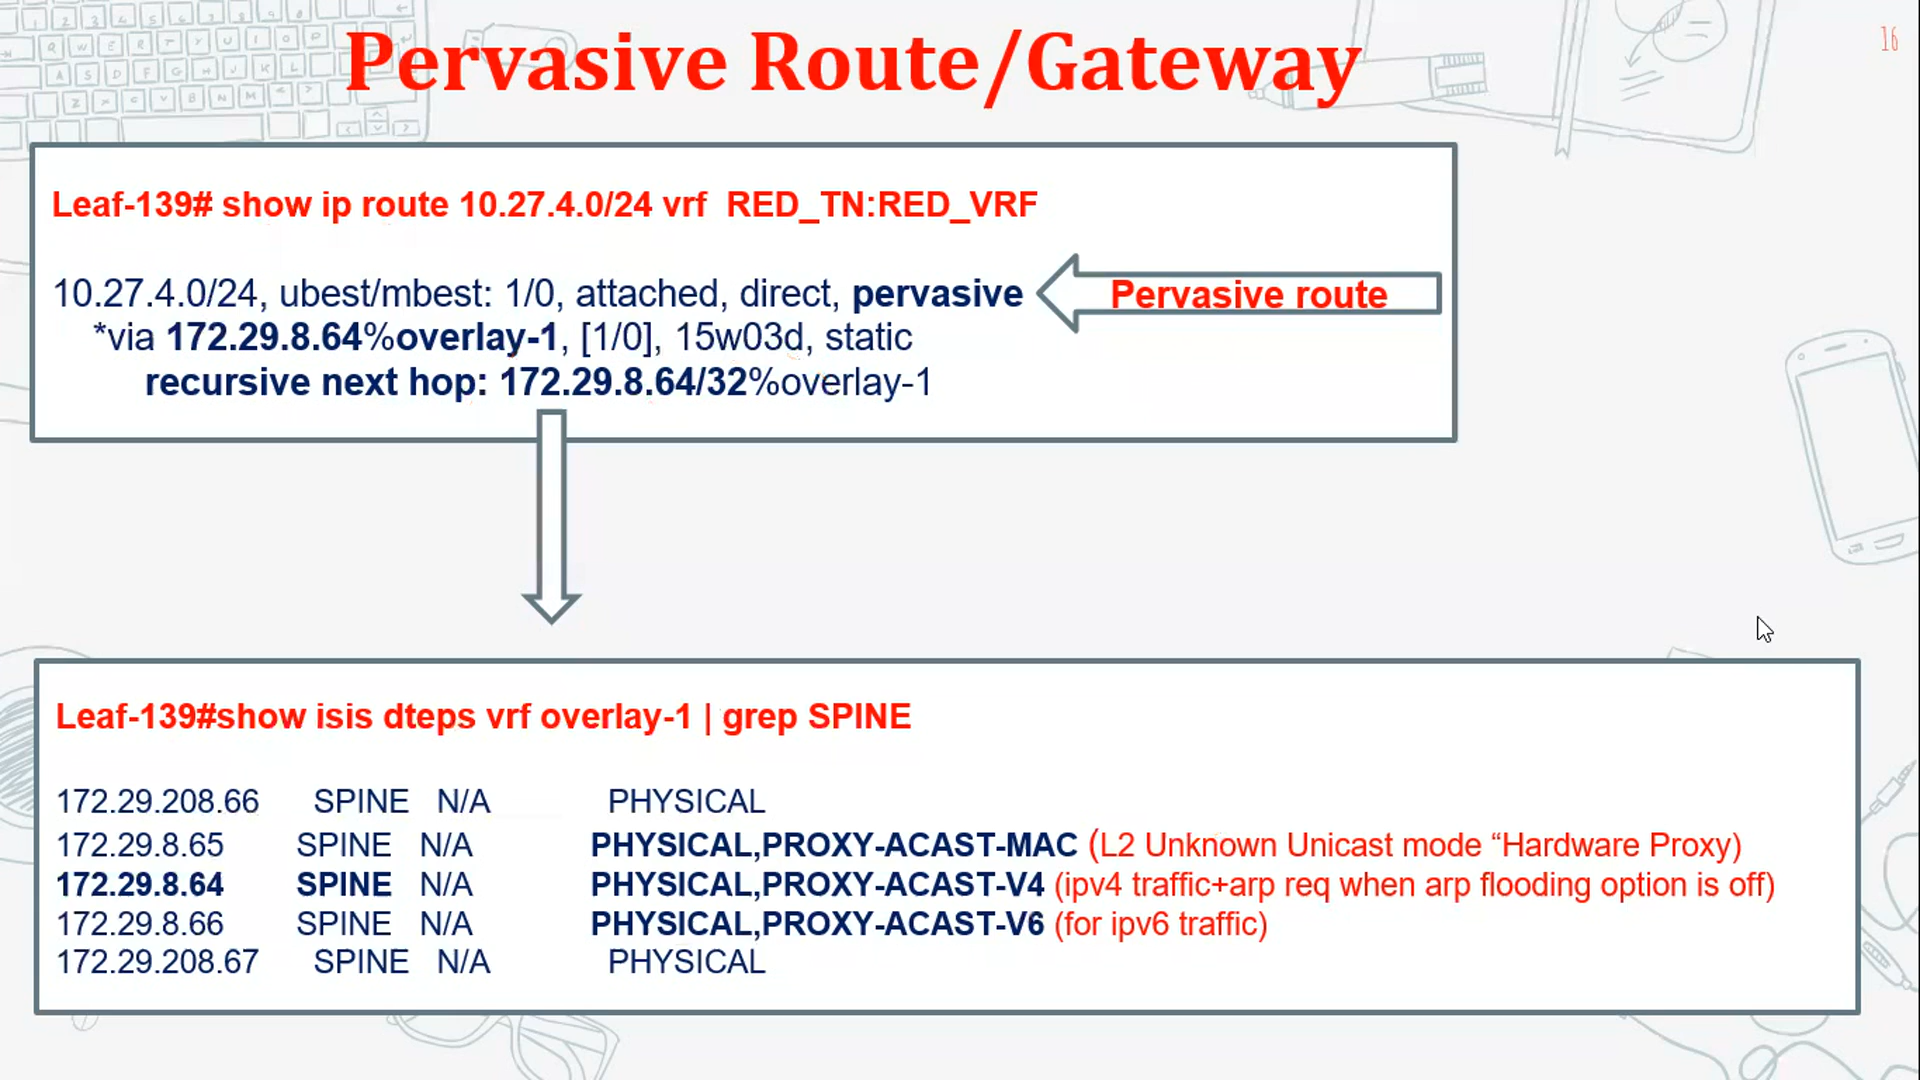 Pervasive Route/Gateway
16
Leaf-139# show ip route 10.27.4.0/24 vrf  RED_TN:RED_VRF
10.27.4.0/24, ubest/mbest: 1/0, attached, direct, pervasive
Pervasive route
*via 172.29.8.64%overlay-1, [1/0], 15w03d, static
recursive next hop: 172.29.8.64/32%overlay-1
Leaf-139#show isis dteps vrf overlay-1 | grep SPINE
172.29.208.66 SPINE N/A PHYSICAL
172.29.8.65 SPINE N/A PHYSICAL,PROXY-ACAST-MAC (L2 Unknown Unicast mode “Hardware Proxy)
172.29.8.64 SPINE N/A PHYSICAL,PROXY-ACAST-V4 (ipv4 traffic+arp req when arp flooding option is off)
172.29.8.66 SPINE N/A PHYSICAL,PROXY-ACAST-V6 (for ipv6 traffic)
172.29.208.67 SPINE N/A PHYSICAL